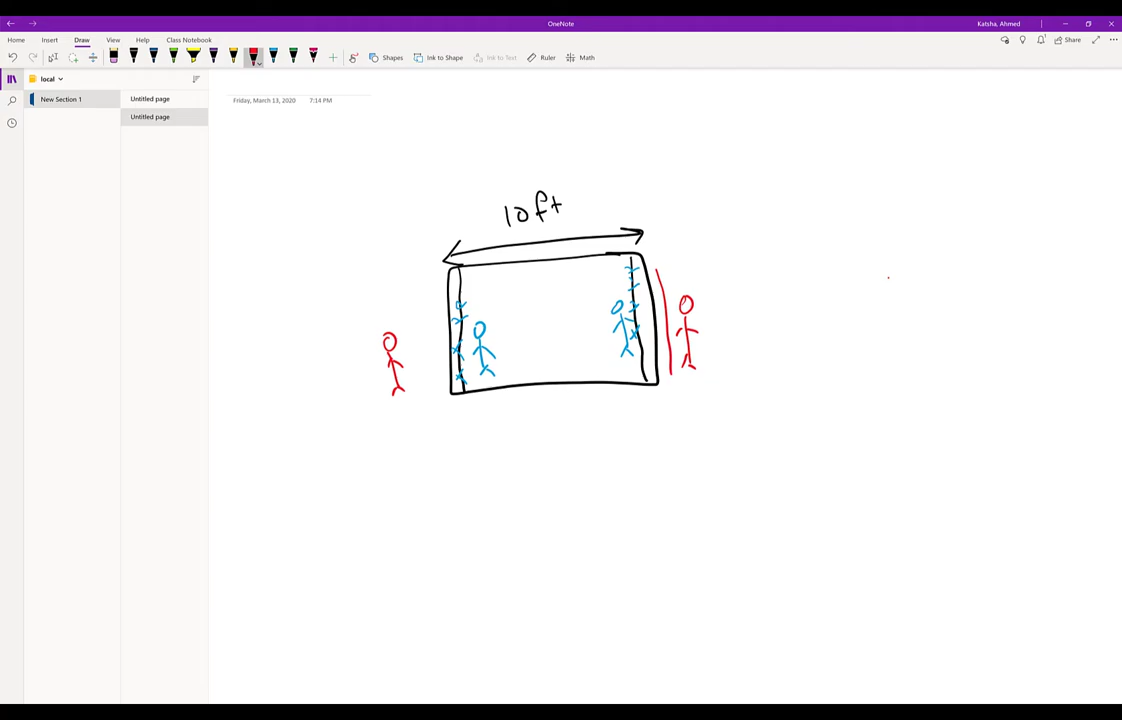 OneNote
Katsha, Ahmed
Home Insert Draw View Help Class Notebook
Share
Shapes Ink to Shape Ink to Text Ruler Math
local
New Section 1
Untitled page
Untitled page
Friday, March 13, 2020 7:14 PM
10ft